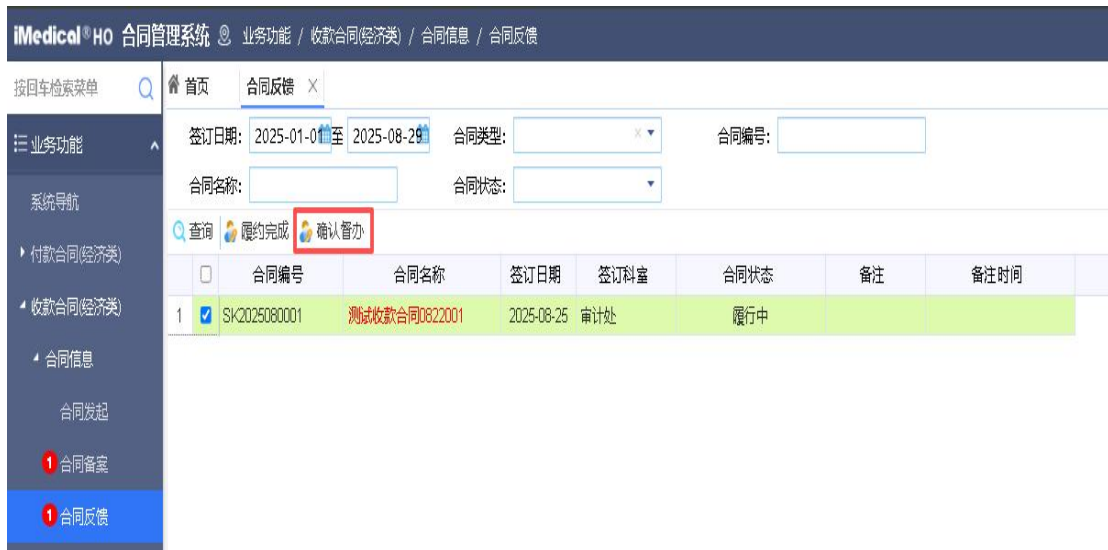 iMedical®HO 合同管理系统 业务功能 / 收款合同(经济类) / 合同信息 / 合同反馈
按回车检索菜单 首页 合同反馈 ×
业务功能
签订日期: 2025-01-01 至 2025-08-29 合同类型: 合同编号:
合同名称: 合同状态:
系统导航
查询 履约完成 确认督办
付款合同(经济类)
合同编号 合同名称 签订日期 签订科室 合同状态 备注 备注时间
收款合同(经济类)
1 SK2025080001 测试收款合同0822001 2025-08-25 审计处 履行中
合同信息
合同发起
1 合同备案
1 合同反馈